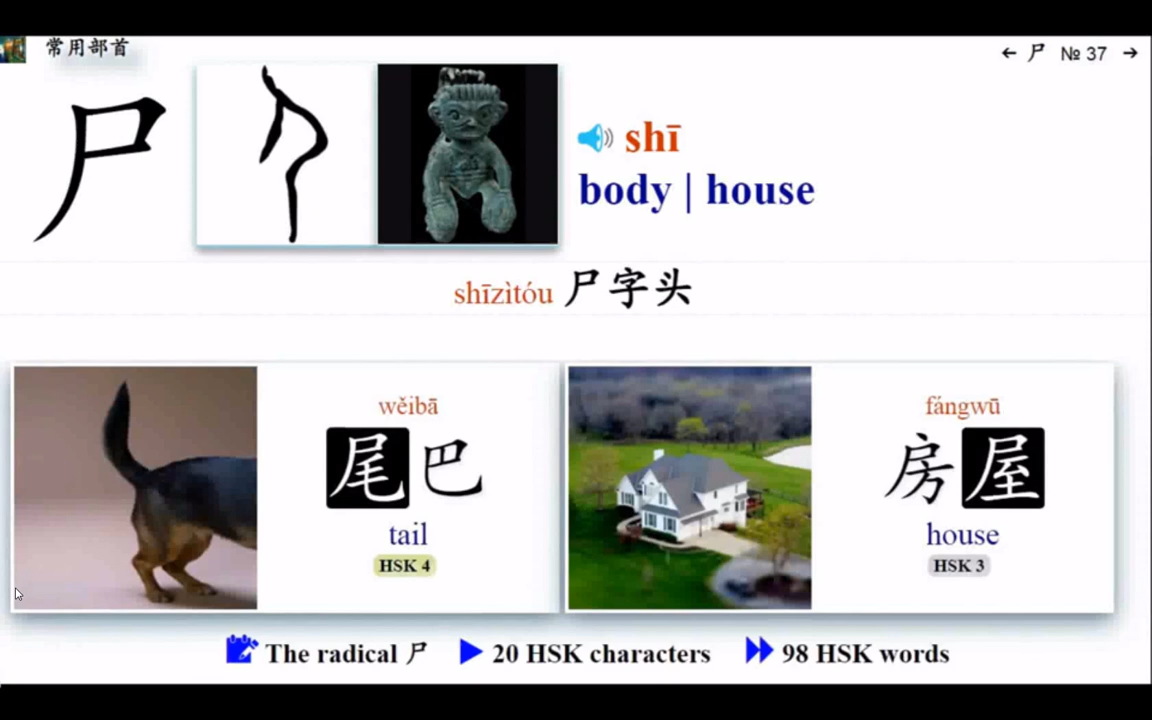 常用部首
← 尸 № 37 →
尸
shī
body | house
shīzìtóu 尸字头
wěibā
尾巴
tail
HSK 4
fángwū
房屋
house
HSK 3
The radical 尸
20 HSK characters
98 HSK words